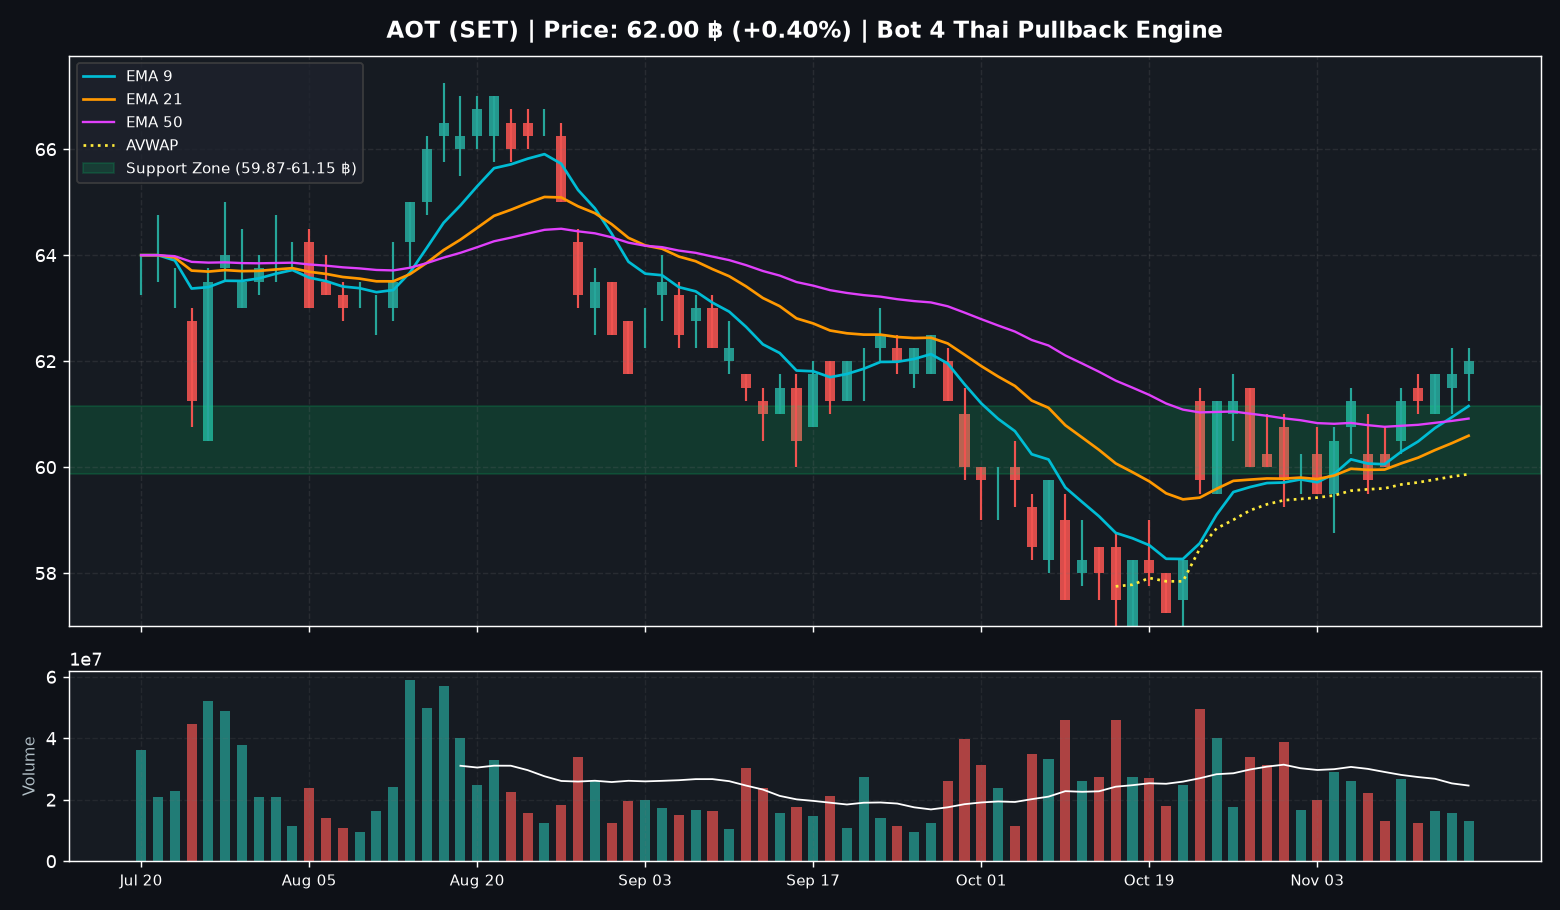 AOT (SET) | Price: 62.00 ฿ (+0.40%) | Bot 4 Thai Pullback Engine
EMA 9
EMA 21
EMA 50
AVWAP
Support Zone (59.87-61.15 ฿)
66
64
62
60
58
1e7
6
4
2
0
Volume
Jul 20
Aug 05
Aug 20
Sep 03
Sep 17
Oct 01
Oct 19
Nov 03